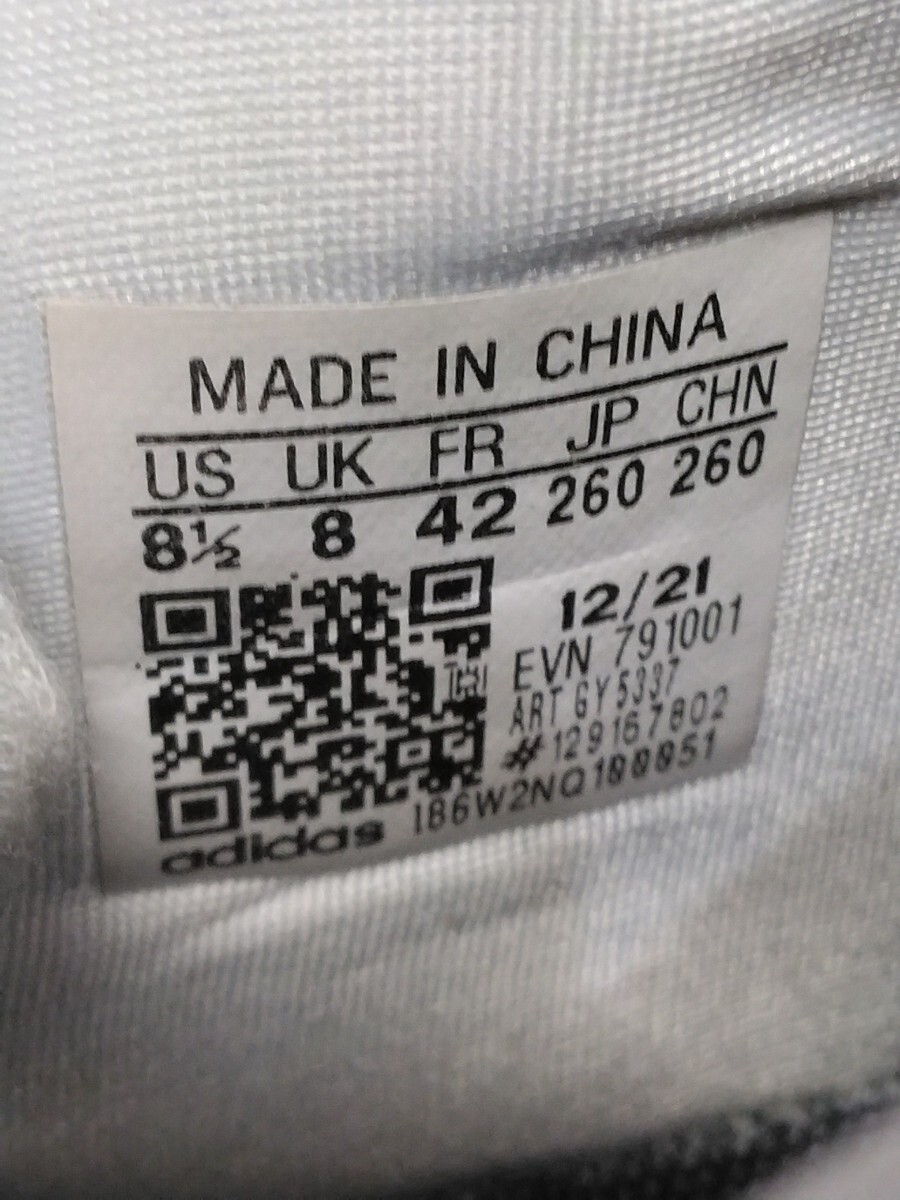 MADE IN CHINA
US UK FR JP CHN
8½ 8 42 260 260
12/21
EVN 791001
ART GY5337
#129167802
adidas IB6W2NQ100051